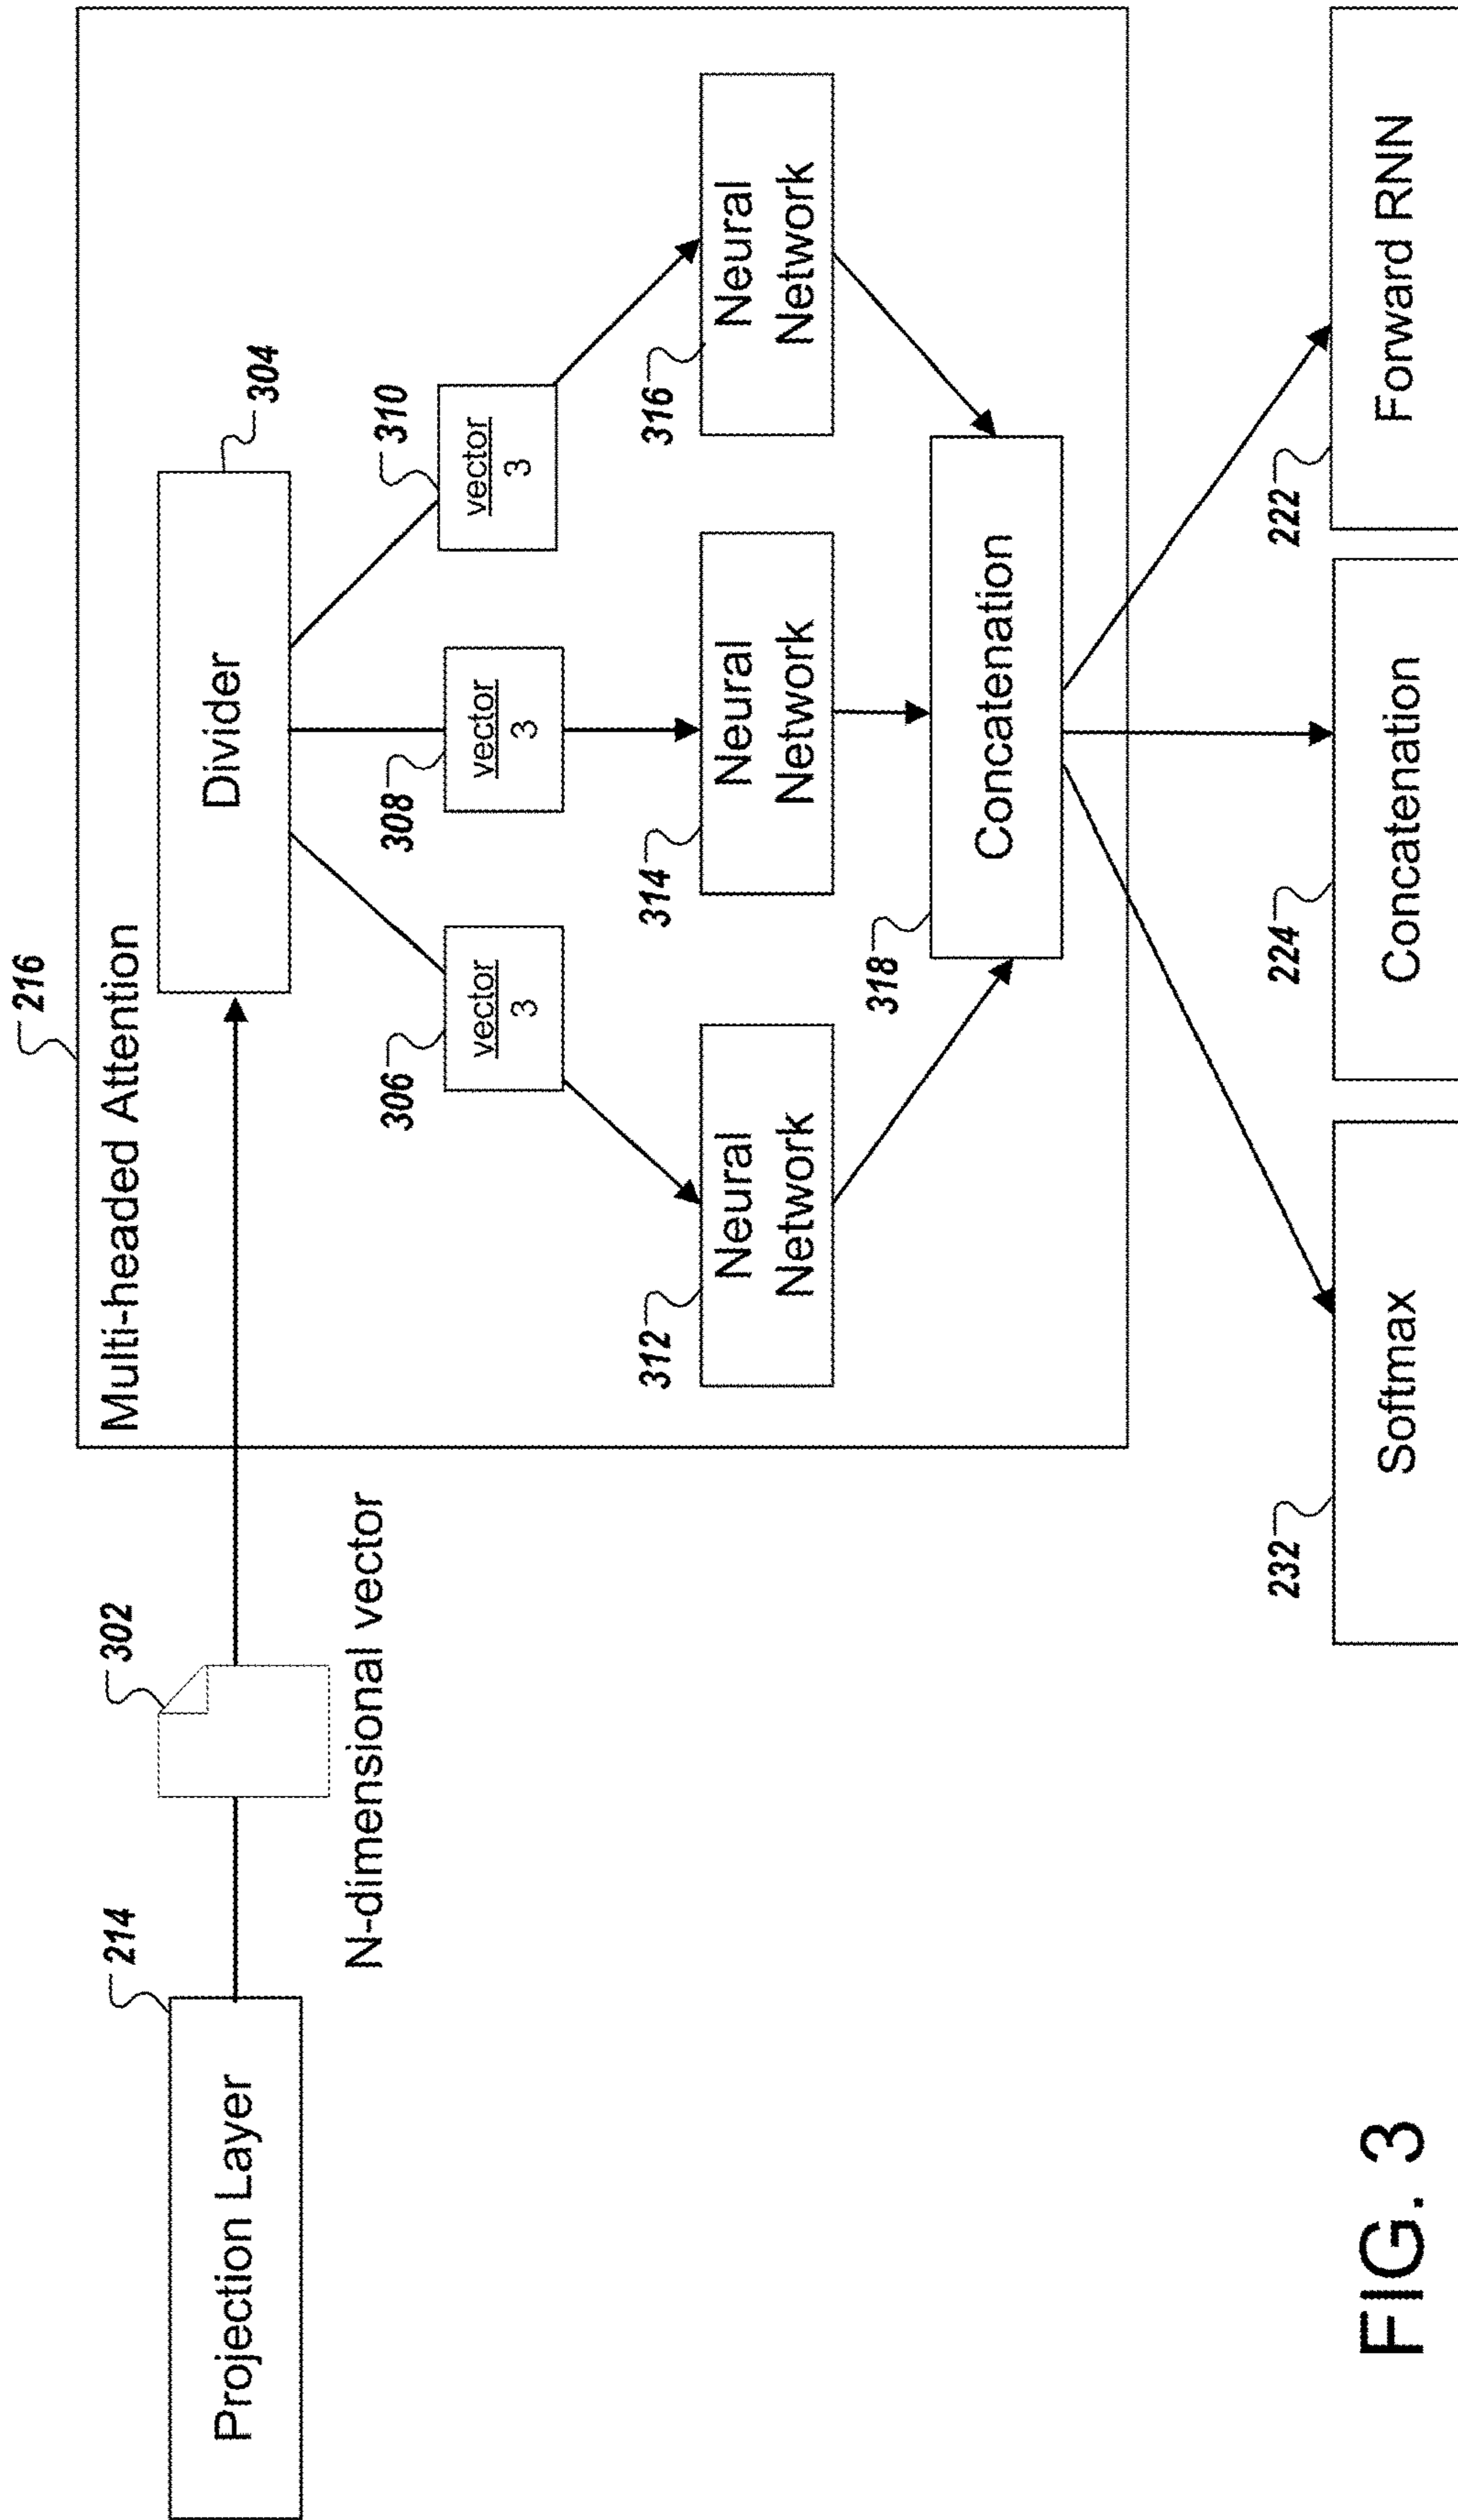 216
Multi-headed Attention
214
302
304
Projection Layer
Divider
N-dimensional vector
306
308
310
vector
3
vector
3
vector
3
312
314
316
Neural
Network
Neural
Network
Neural
Network
318
Concatenation
232
224
222
Softmax
Concatenation
Forward RNN
FIG. 3